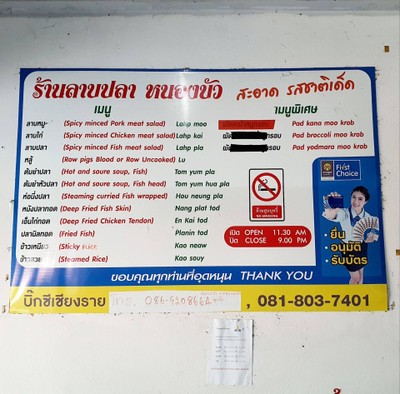 ร้านลาบปลา หนองบัว สะอาด รสชาติเด็ด
เมนู เมนูพิเศษ
ลาบหมู (Spicy minced Pork meat salad) Lahp moo Pad kana moo krob
ลาบไก่ (Spicy minced Chicken meat salad) Lahp kai กรอบ Pad broccoli moo krob
ลาบปลา (Spicy minced Fish meat salad) Lahp pla กรอบ Pad yodmara moo krob
หลู้ (Row pigs Blood or Row Uncooked) Lu
ต้มยำปลา (Hot and soure soup, Fish) Tom yum pla
ต้มยำหัวปลา (Hot and soure soup, Fish head) Tom yum hua pla
ห่อนึ่งปลา (Steaming curried Fish wrapped) Hou neung pla
หนังปลาทอด (Deep Fried Fish Skin) Nang plat tod
เอ็นไก่ทอด (Deep Fried Chicken Tendon) En Kai tod
ปลานิลทอด (Fried Fish) Planin tod
ข้าวเหนียว (Sticky Rice) Kao neaw
ข้าวสวย (Steamed Rice) Kao souy
เปิด OPEN 11.30 AM
ปิด CLOSE 9.00 PM
First Choice
• ยื่น
• อนุมัติ
• รับบัตร
ขอบคุณทุกท่านที่อุดหนุน THANK YOU
บิ๊กซีเชียงราย โทร. , 081-803-7401